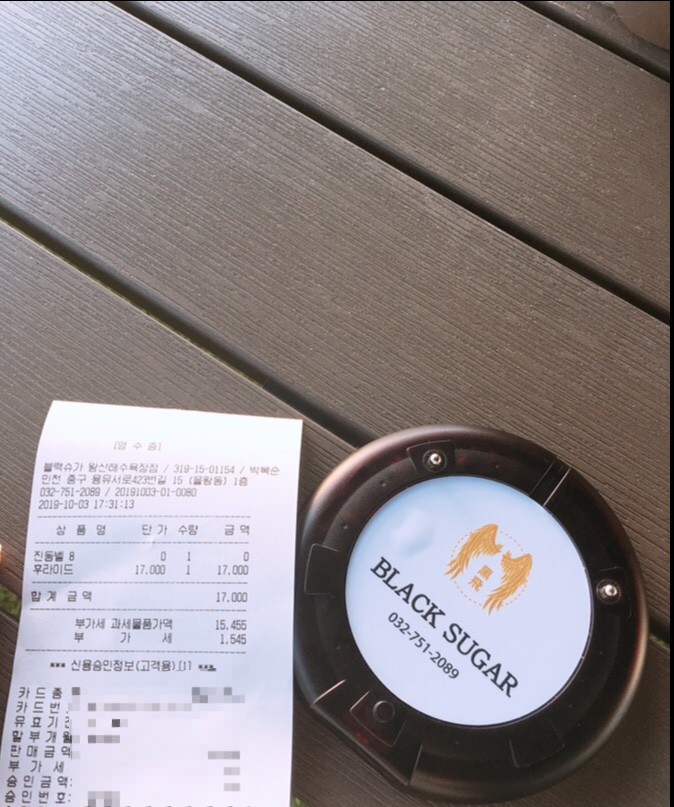 [영 수 증]
블랙슈가 왕산해수욕장점 / 319-15-01154 / 박복순
인천 중구 용유서로423번길 15 (을왕동) 1층
032-751-2089 / 20191003-01-0080
2019-10-03 17:31:13
상 품 명 단 가 수량 금 액
진동벨 8 0 1 0
후라이드 17,000 1 17,000
합 계 금 액 17,000
부가세 과세물품가액 15,455
부 가 세 1,545
*** 신용승인정보(고객용)[1] ***
카 드 종
카 드 번
유 효 기
할 부 개 월
판 매 금 액
부 가 세
승 인 금 액:
승 인 번 호:
BLACK SUGAR
032-751-2089